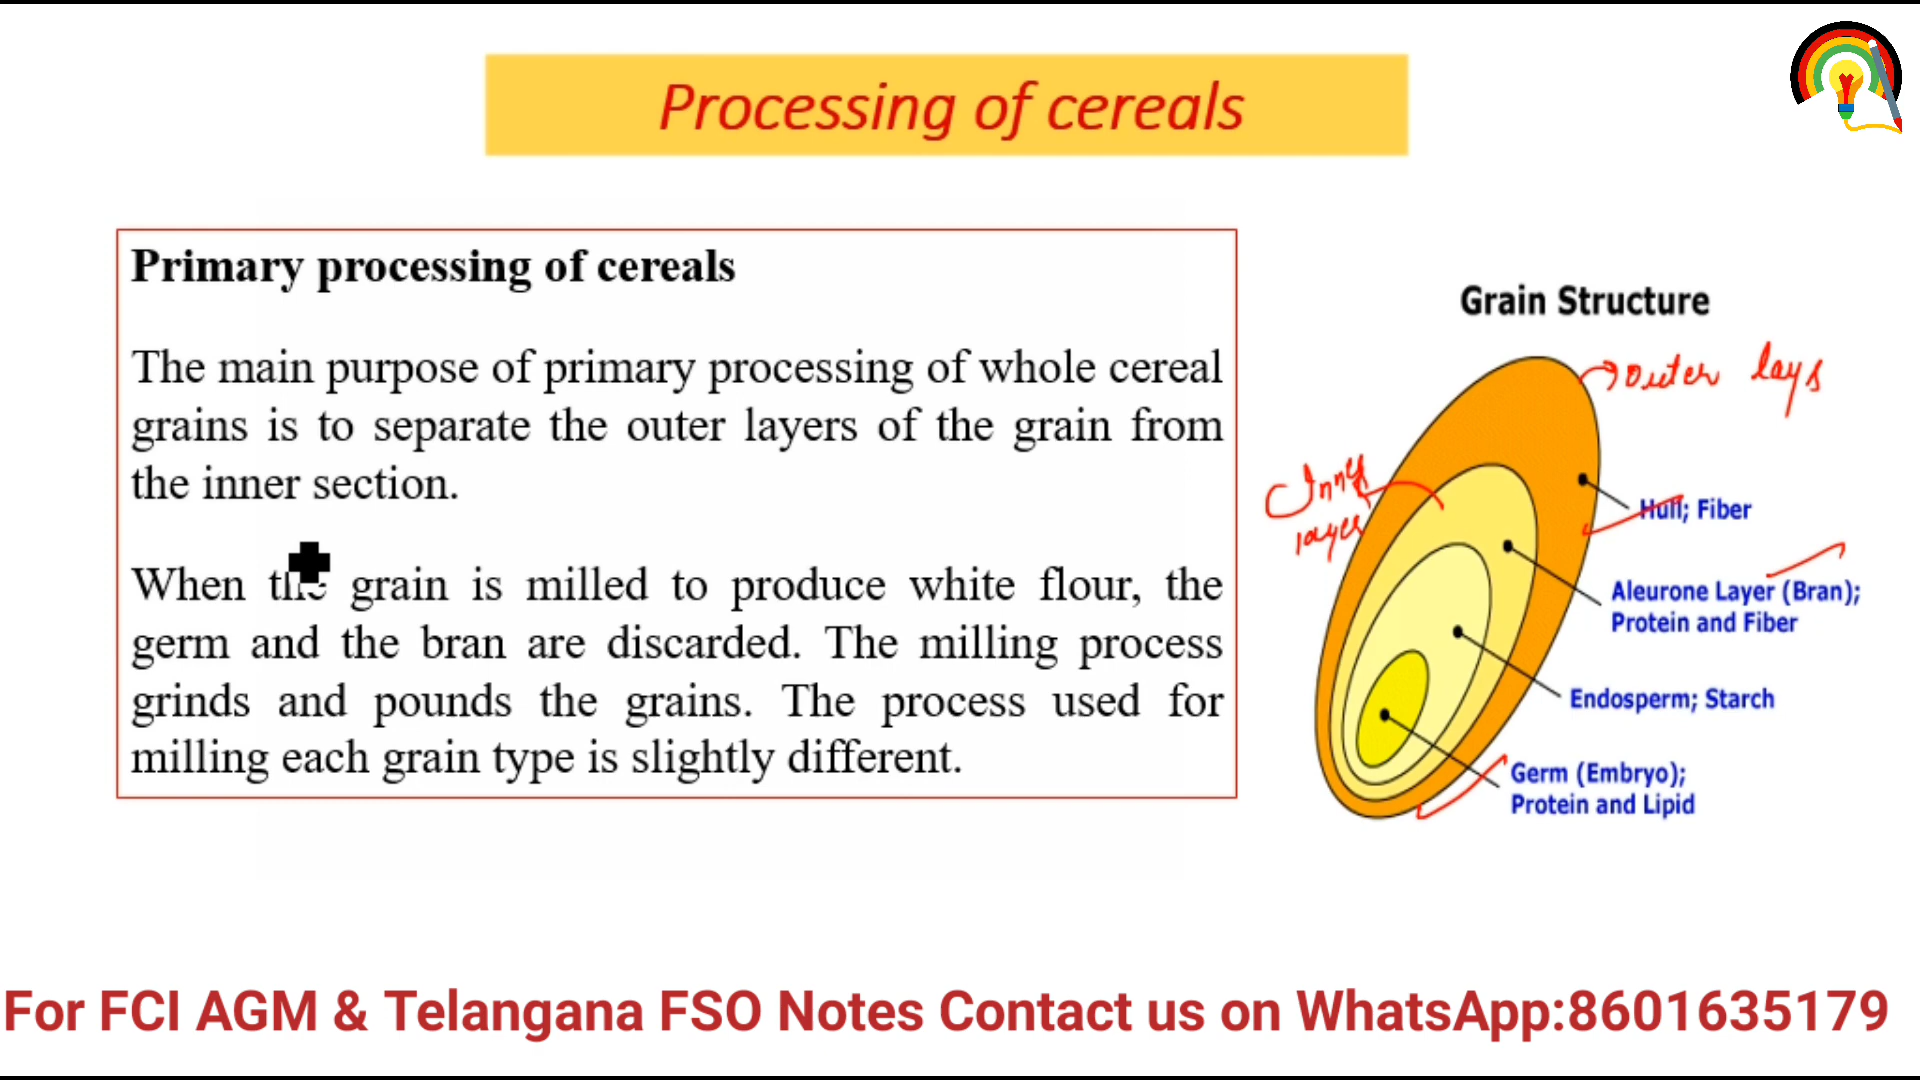 Processing of cereals
Primary processing of cereals
The main purpose of primary processing of whole cereal
grains is to separate the outer layers of the grain from
the inner section.
When the grain is milled to produce white flour, the
germ and the bran are discarded. The milling process
grinds and pounds the grains. The process used for
milling each grain type is slightly different.
Grain Structure
outer
Inner
layer
Hull; Fiber
Aleurone Layer (Bran);
Protein and Fiber
Endosperm; Starch
Germ (Embryo);
Protein and Lipid
For FCI AGM & Telangana FSO Notes Contact us on WhatsApp:8601635179